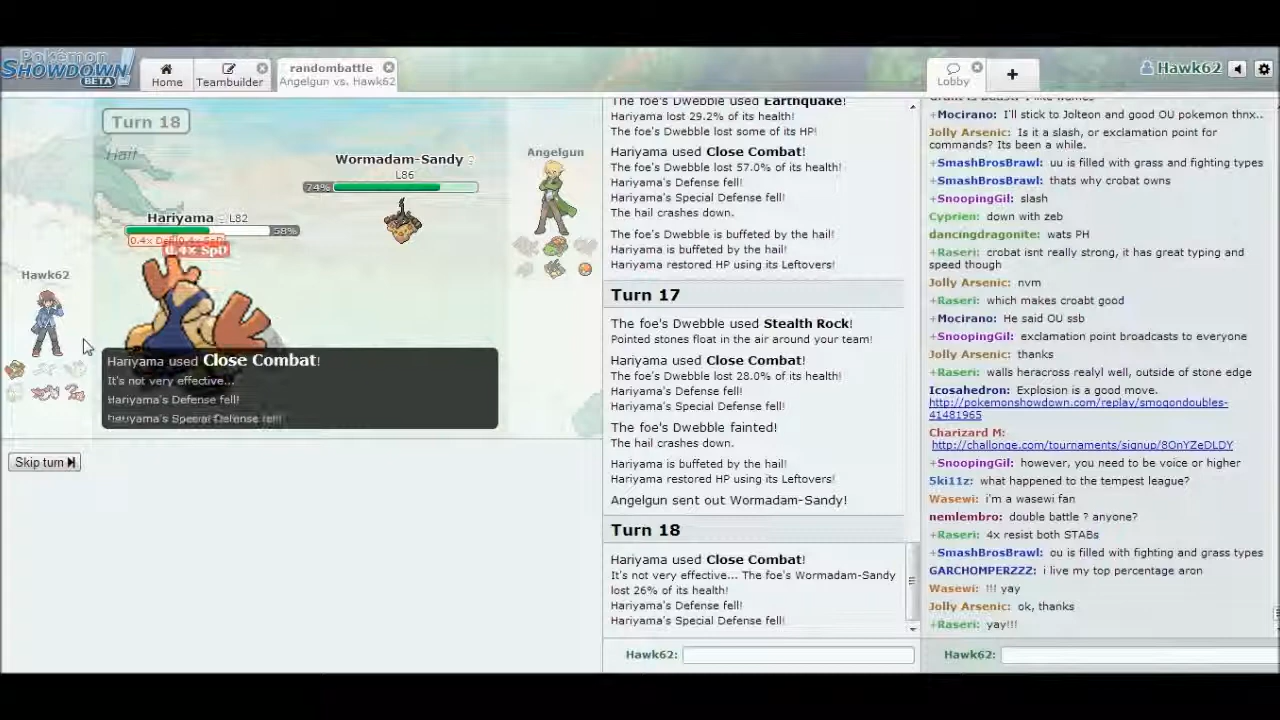 Pokémon
SHOWDOWN!
BETA
Home
Teambuilder
randombattle
Angelgun vs. Hawk62
Lobby
+
Hawk62
Turn 18
Hail
Wormadam-Sandy
L86
74%
Hariyama L82
58%
0.4x SpD
Angelgun
Hawk62
Hariyama used Close Combat!
It's not very effective...
Hariyama's Defense fell!
Hariyama's Special Defense fell!
Skip turn
The foe's Dwebble used Earthquake!
Hariyama lost 29.2% of its health!
The foe's Dwebble lost some of its HP!
Hariyama used Close Combat!
The foe's Dwebble lost 57.0% of its health!
Hariyama's Defense fell!
Hariyama's Special Defense fell!
The hail crashes down.
The foe's Dwebble is buffeted by the hail!
Hariyama is buffeted by the hail!
Hariyama restored HP using its Leftovers!
Turn 17
The foe's Dwebble used Stealth Rock!
Pointed stones float in the air around your team!
Hariyama used Close Combat!
The foe's Dwebble lost 28.0% of its health!
Hariyama's Defense fell!
Hariyama's Special Defense fell!
The foe's Dwebble fainted!
The hail crashes down.
Hariyama is buffeted by the hail!
Hariyama restored HP using its Leftovers!
Angelgun sent out Wormadam-Sandy!
Turn 18
Hariyama used Close Combat!
It's not very effective... The foe's Wormadam-Sandy
lost 26% of its health!
Hariyama's Defense fell!
Hariyama's Special Defense fell!
Hawk62:
+Mocirano: I'll stick to Jolteon and good OU pokemon thnx..
Jolly Arsenic: Is it a slash, or exclamation point for
commands? Its been a while.
+SmashBrosBrawl: uu is filled with grass and fighting types
+SmashBrosBrawl: thats why crobat owns
+SnoopingGil: slash
Cyprien: down with zeb
dancingdragonite: wats PH
+Raseri: crobat isnt really strong, it has great typing and
speed though
Jolly Arsenic: nvm
+Raseri: which makes croabt good
+Mocirano: He said OU ssb
+SnoopingGil: exclamation point broadcasts to everyone
Jolly Arsenic: thanks
+Raseri: walls heracross realyl well, outside of stone edge
Icosahedron: Explosion is a good move.
http://pokemonshowdown.com/replay/smogondoubles-
41481965
Charizard M:
http://challonge.com/tournaments/signup/8OnYZeDLDY
+SnoopingGil: however, you need to be voice or higher
5ki11z: what happened to the tempest league?
Wasewi: i'm a wasewi fan
nemlembro: double battle ? anyone?
+Raseri: 4x resist both STABs
+SmashBrosBrawl: ou is filled with fighting and grass types
GARCHOMPERZZZ: i live my top percentage aron
Wasewi: !!! yay
Jolly Arsenic: ok, thanks
+Raseri: yay!!!
Hawk62: